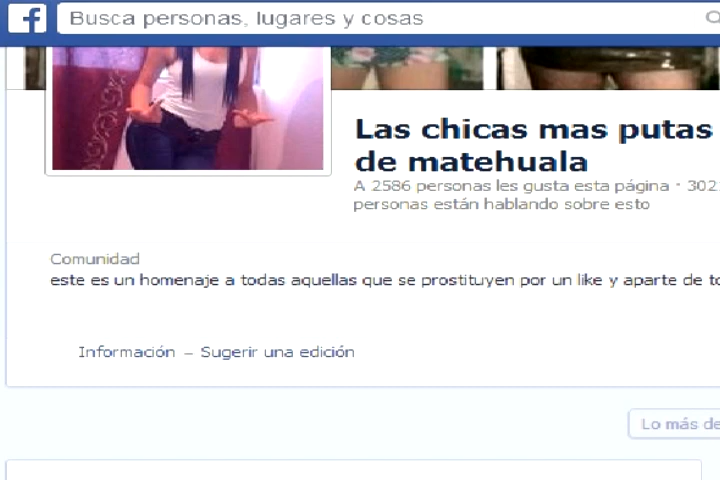 f
Busca personas, lugares y cosas
Las chicas mas putas
de matehuala
A 2586 personas les gusta esta página · 302
personas están hablando sobre esto
Comunidad
este es un homenaje a todas aquellas que se prostituyen por un like y aparte de
Información – Sugerir una edición
Lo más de